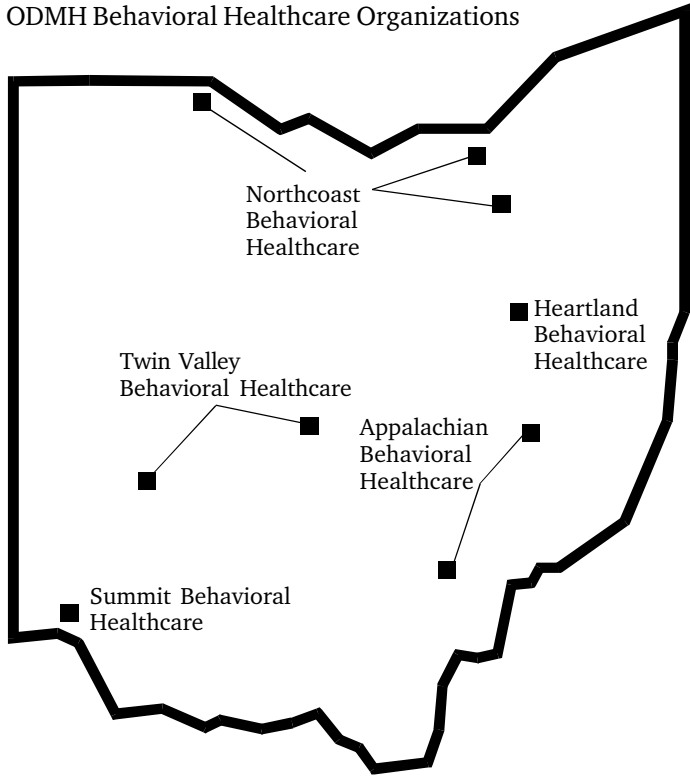 ODMH Behavioral Healthcare Organizations
Northcoast
Behavioral
Healthcare
Heartland
Behavioral
Healthcare
Twin Valley
Behavioral Healthcare
Appalachian
Behavioral
Healthcare
Summit Behavioral
Healthcare